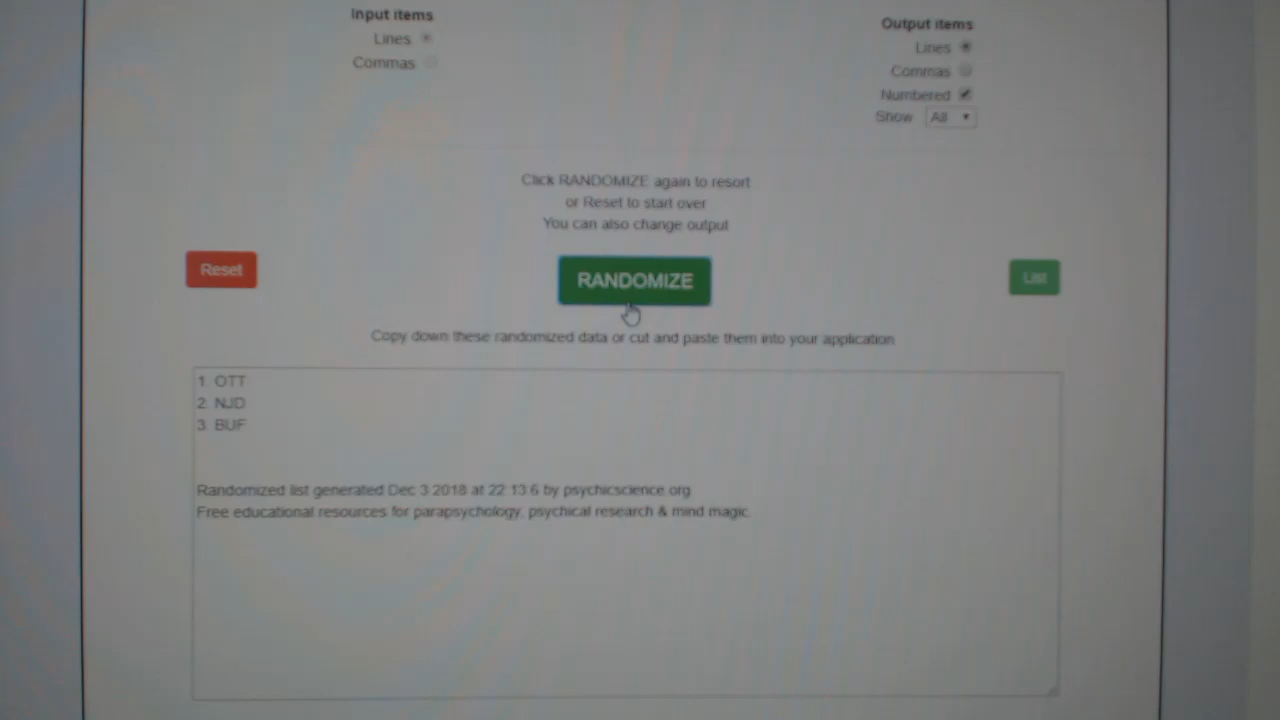 Input items
Lines
Commas
Output items
Lines
Commas
Numbered
Show All
Click RANDOMIZE again to resort
or Reset to start over
You can also change output
Reset
RANDOMIZE
List
Copy down these randomized data or cut and paste them into your application
1. OTT
2. NJD
3. BUF
Randomized list generated Dec 3 2018 at 22:13:6 by psychicscience.org
Free educational resources for parapsychology, psychical research & mind magic.